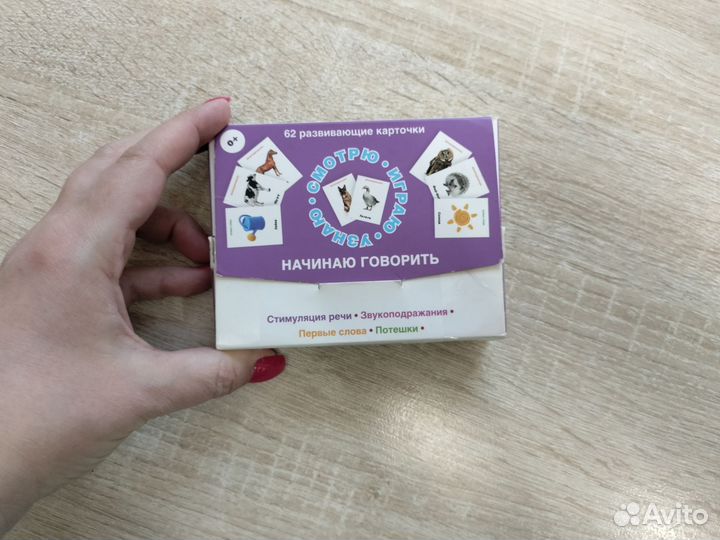 62 развивающие карточки
0+
СМОТРЮ • ИГРАЮ • УЗНАЮ •
НАЧИНАЮ ГОВОРИТЬ
Стимуляция речи • Звукоподражания •
Первые слова • Потешки •
Avito